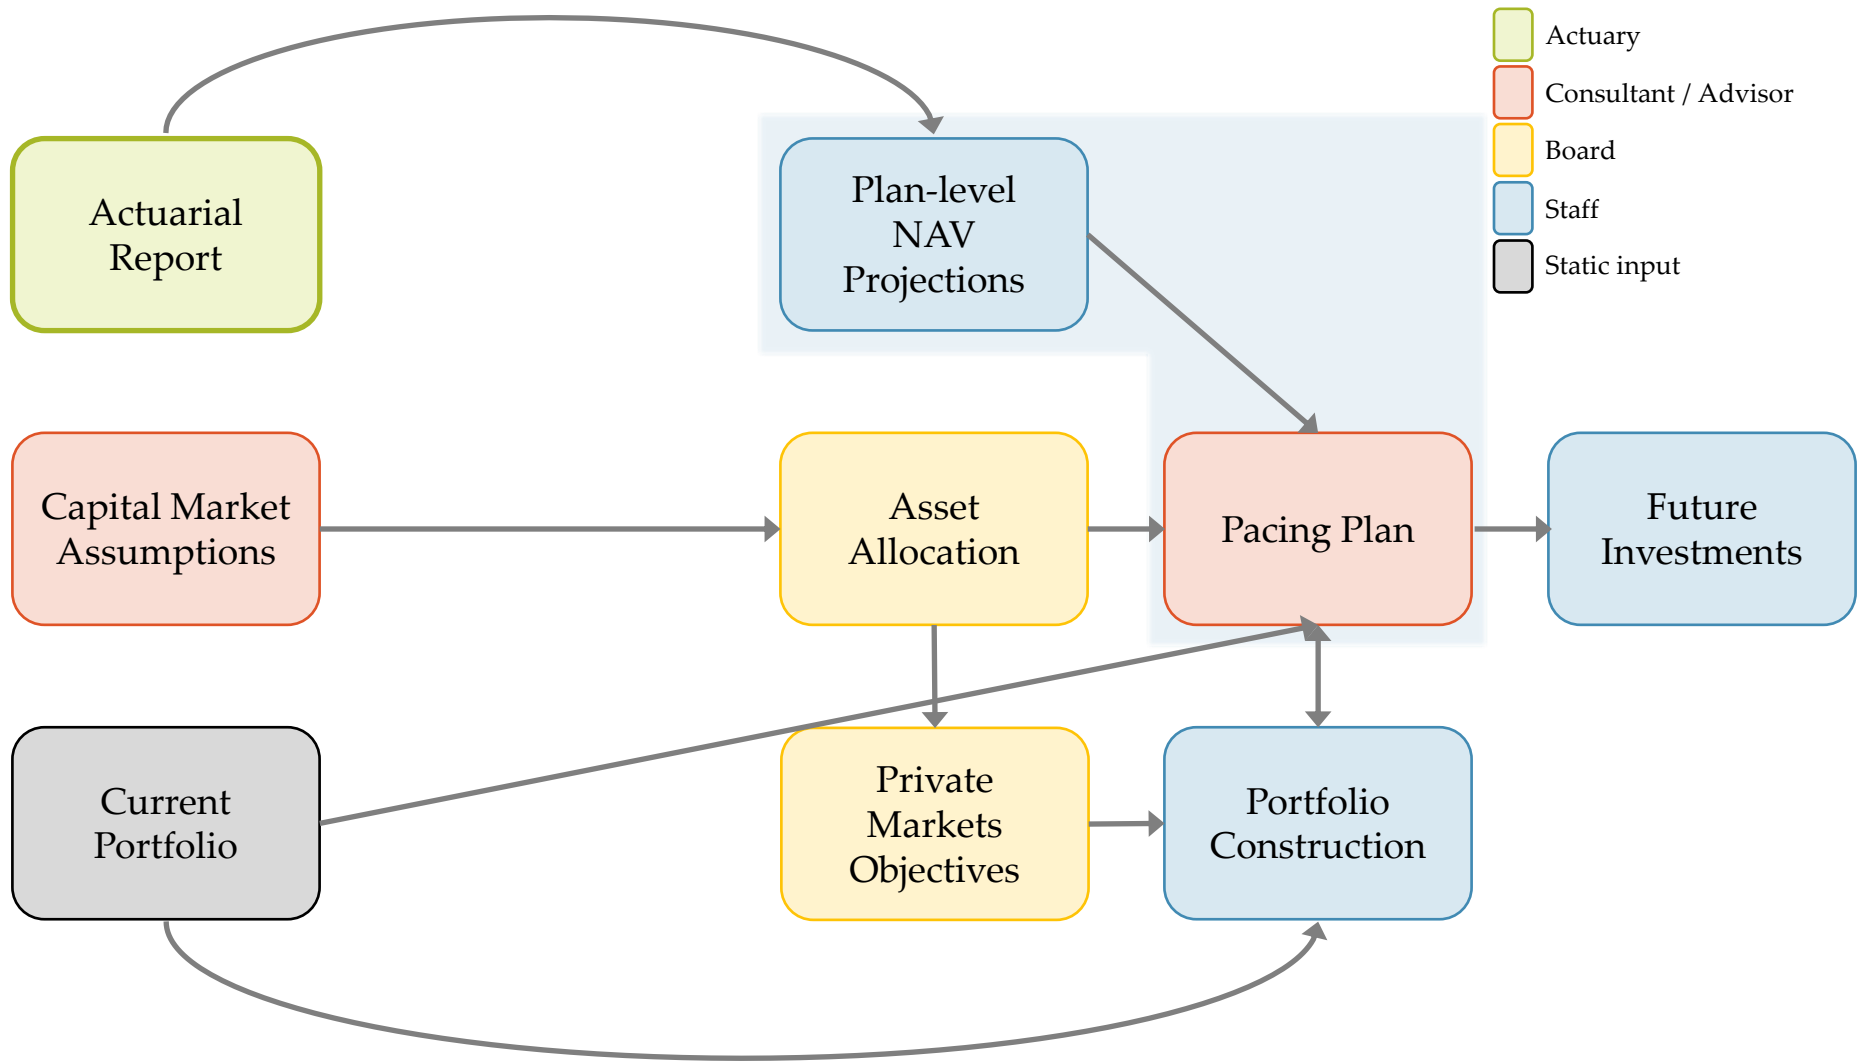 Actuary
Consultant / Advisor
Board
Staff
Static input
Actuarial
Report
Plan-level
NAV
Projections
Capital Market
Assumptions
Asset
Allocation
Pacing Plan
Future
Investments
Current
Portfolio
Private
Markets
Objectives
Portfolio
Construction